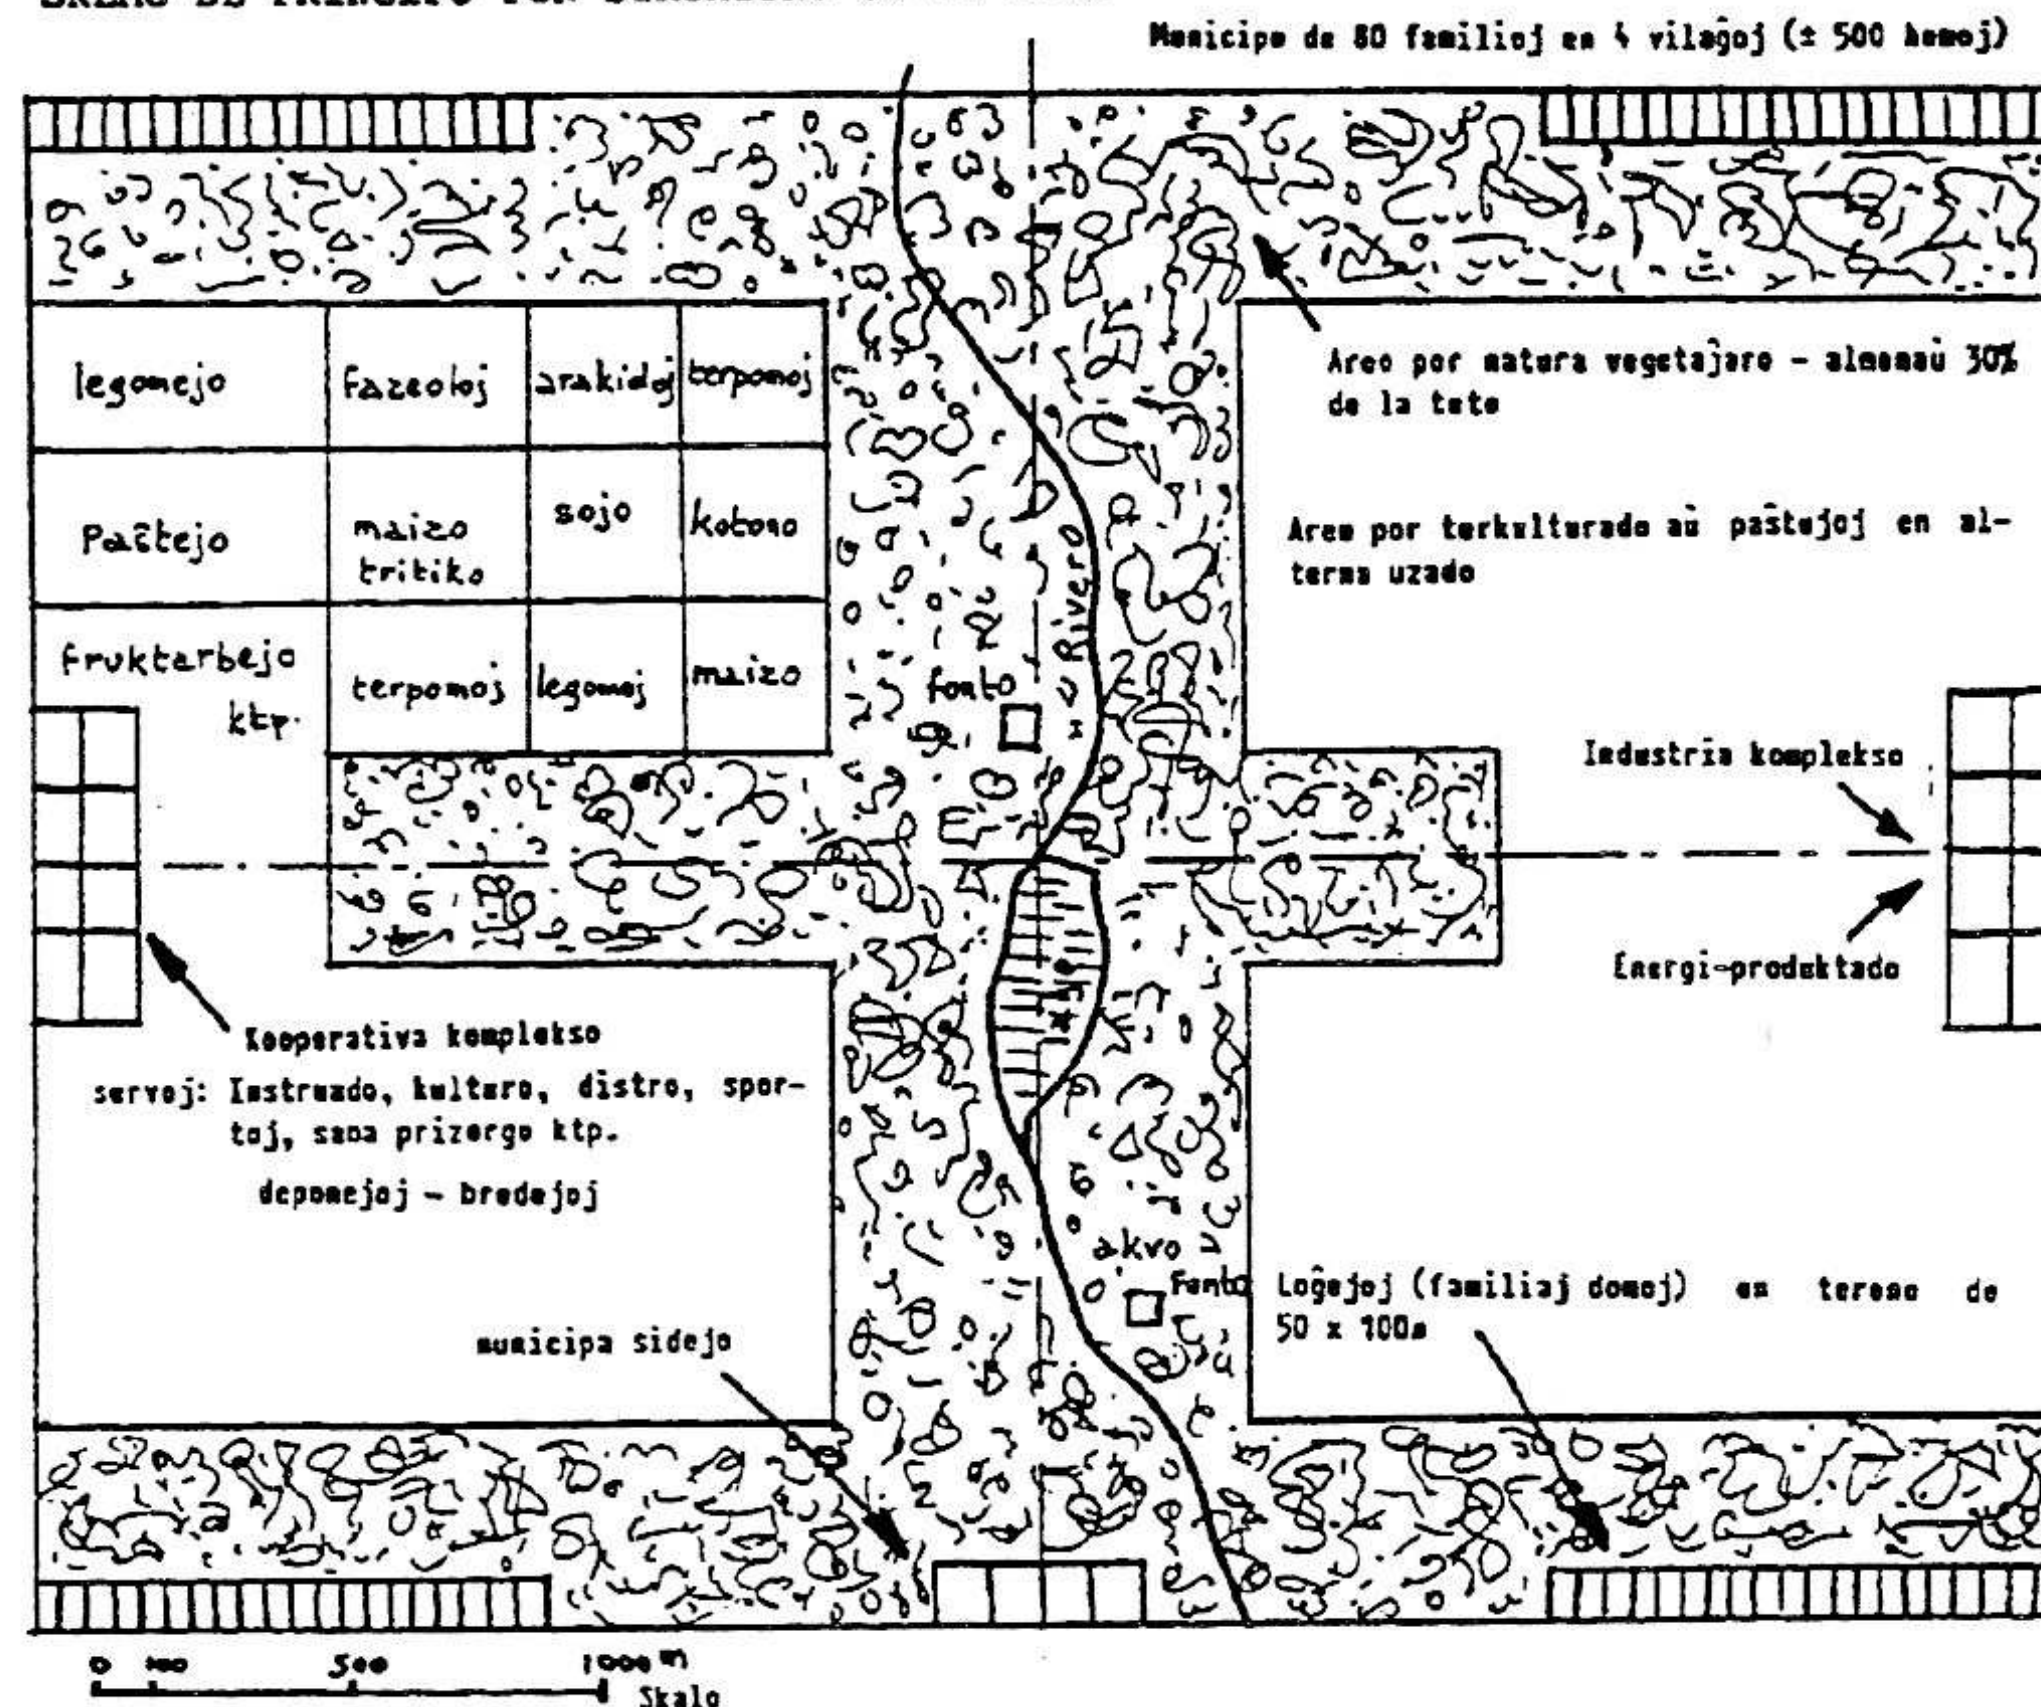 Municipo de 80 familioj en 4 vilaĝoj (± 500 homoj)
legomejo
fazeoloj
arakidoj
terpomoj
Areo por natura vegetaĵaro - almenaŭ 30%
de la tuto
Paŝtejo
maizo
tritiko
sojo
kotono
Areo por terkulturado aŭ paŝtejoj en al-
terna uzado
Rivero
fruktarbejo
ktp.
terpomoj
legomoj
maizo
fonto
Industria komplekso
Energi-produktado
Kooperativa komplekso
servoj: Instruado, kulturo, distro, spor-
toj, sana prizorgo ktp.
deponejoj - bredejoj
akvo
Fonto
Loĝejoj (familiaj domoj) en tereno de
50 x 100m
municipa sidejo
0 100 500 1000 m
Skalo